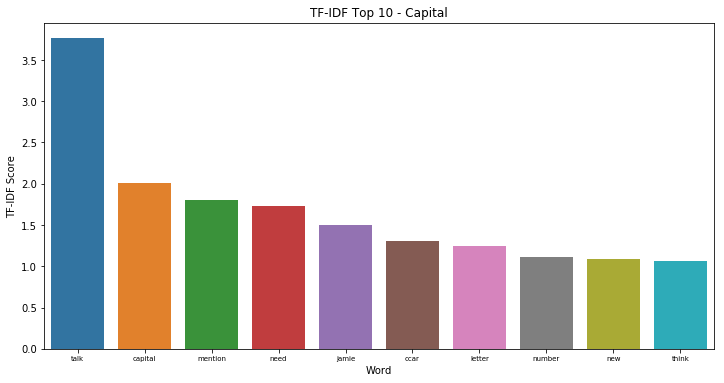 TF-IDF Top 10 - Capital
TF-IDF Score
3.5
3.0
2.5
2.0
1.5
1.0
0.5
0.0
talk capital mention need jamie ccar letter number new think
Word